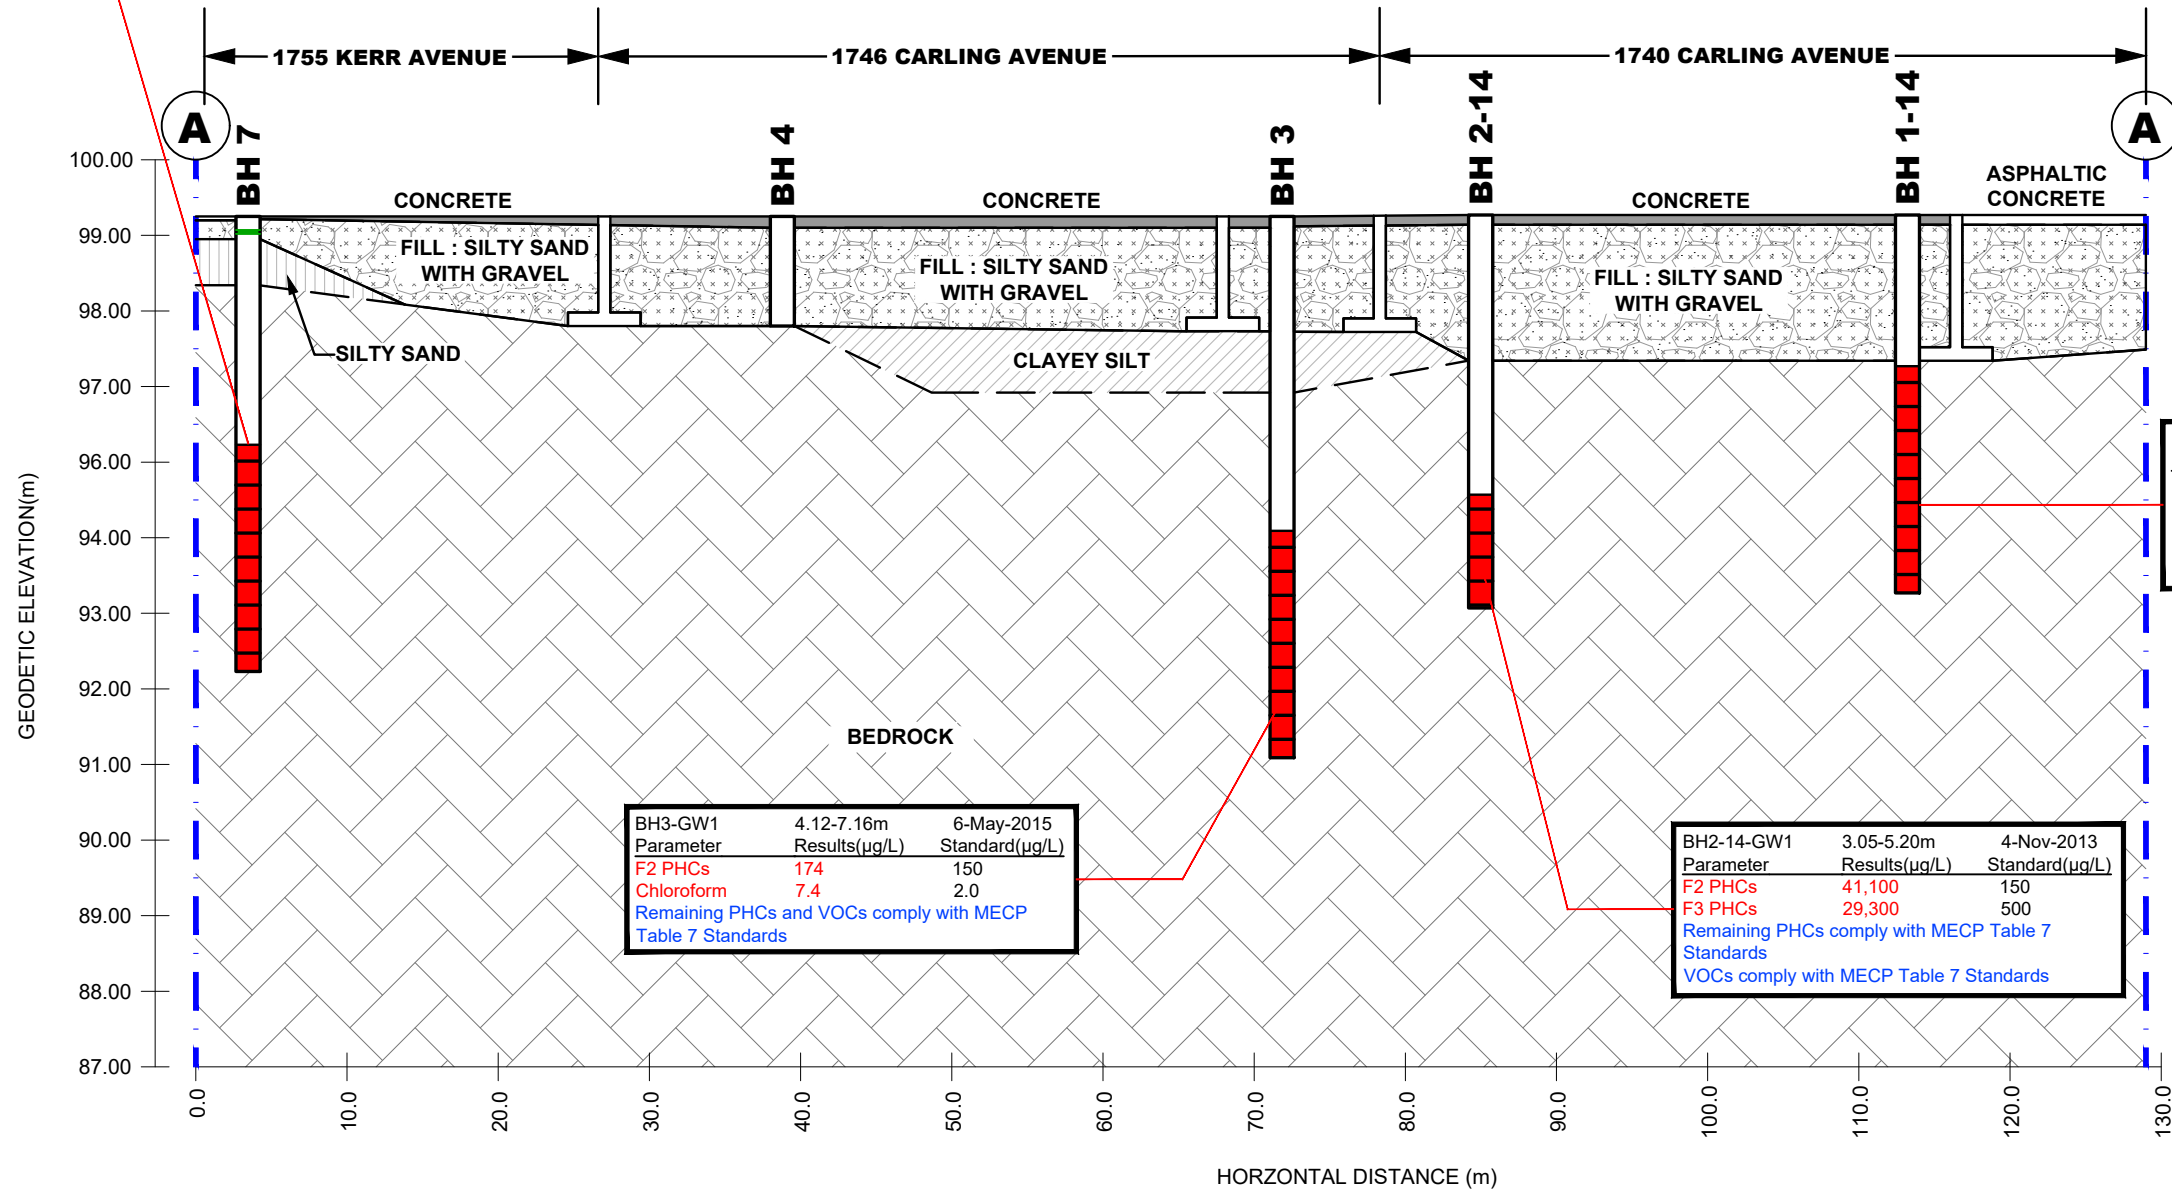 1755 KERR AVENUE
1746 CARLING AVENUE
1740 CARLING AVENUE
A
A
BH 7
BH 4
BH 3
BH 2-14
BH 1-14
CONCRETE
CONCRETE
CONCRETE
ASPHALTIC
CONCRETE
FILL : SILTY SAND
WITH GRAVEL
FILL : SILTY SAND
WITH GRAVEL
FILL : SILTY SAND
WITH GRAVEL
SILTY SAND
CLAYEY SILT
BEDROCK
GEODETIC ELEVATION(m)
100.00
99.00
98.00
97.00
96.00
95.00
94.00
93.00
92.00
91.00
90.00
89.00
88.00
87.00
BH3-GW1 4.12-7.16m 6-May-2015
Parameter Results(µg/L) Standard(µg/L)
F2 PHCs 174 150
Chloroform 7.4 2.0
Remaining PHCs and VOCs comply with MECP
Table 7 Standards
BH2-14-GW1 3.05-5.20m 4-Nov-2013
Parameter Results(µg/L) Standard(µg/L)
F2 PHCs 41,100 150
F3 PHCs 29,300 500
Remaining PHCs comply with MECP Table 7
Standards
VOCs comply with MECP Table 7 Standards
0.0
10.0
20.0
30.0
40.0
50.0
60.0
70.0
80.0
90.0
100.0
110.0
120.0
130.0
HORZONTAL DISTANCE (m)